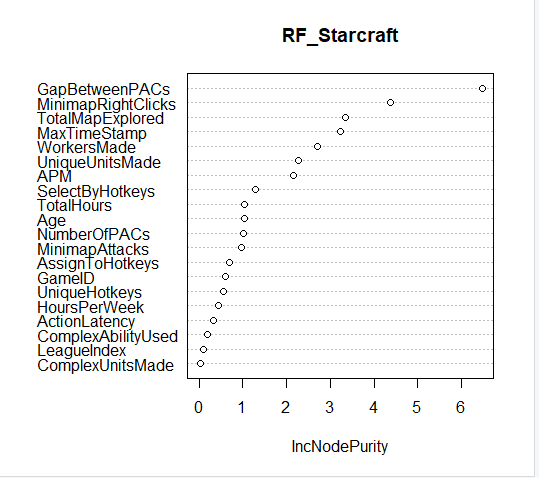 RF_Starcraft
GapBetweenPACs
MinimapRightClicks
TotalMapExplored
MaxTimeStamp
WorkersMade
UniqueUnitsMade
APM
SelectByHotkeys
TotalHours
Age
NumberOfPACs
MinimapAttacks
AssignToHotkeys
GameID
UniqueHotkeys
HoursPerWeek
ActionLatency
ComplexAbilityUsed
LeagueIndex
ComplexUnitsMade
0 1 2 3 4 5 6
IncNodePurity